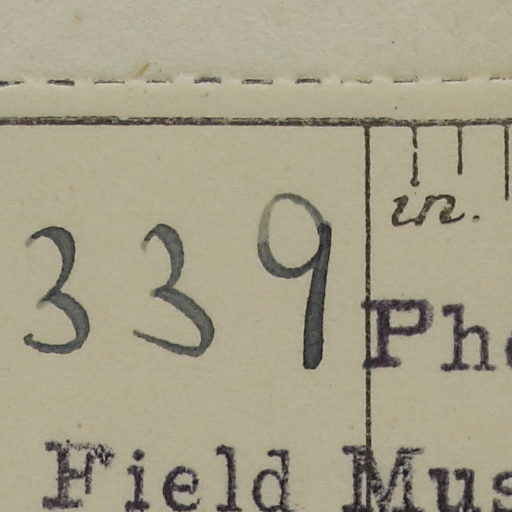 in.
339
Ph
Field Mus